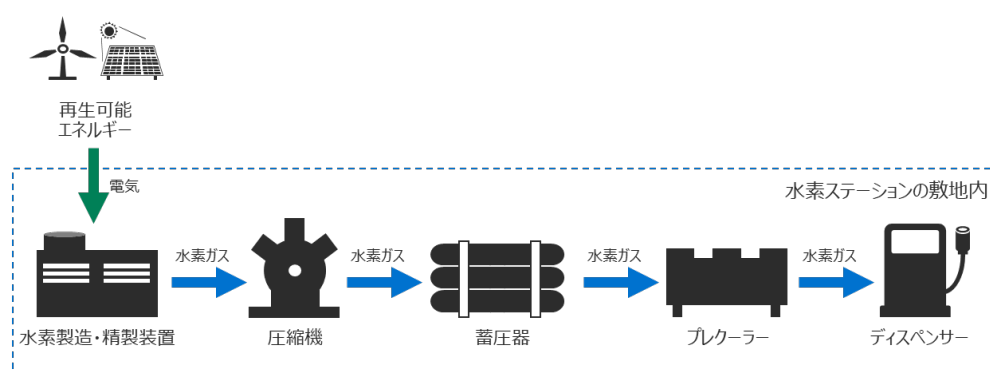 再生可能
エネルギー
電気
水素ステーションの敷地内
水素ガス
水素ガス
水素ガス
水素ガス
水素製造・精製装置
圧縮機
蓄圧器
プレクーラー
ディスペンサー